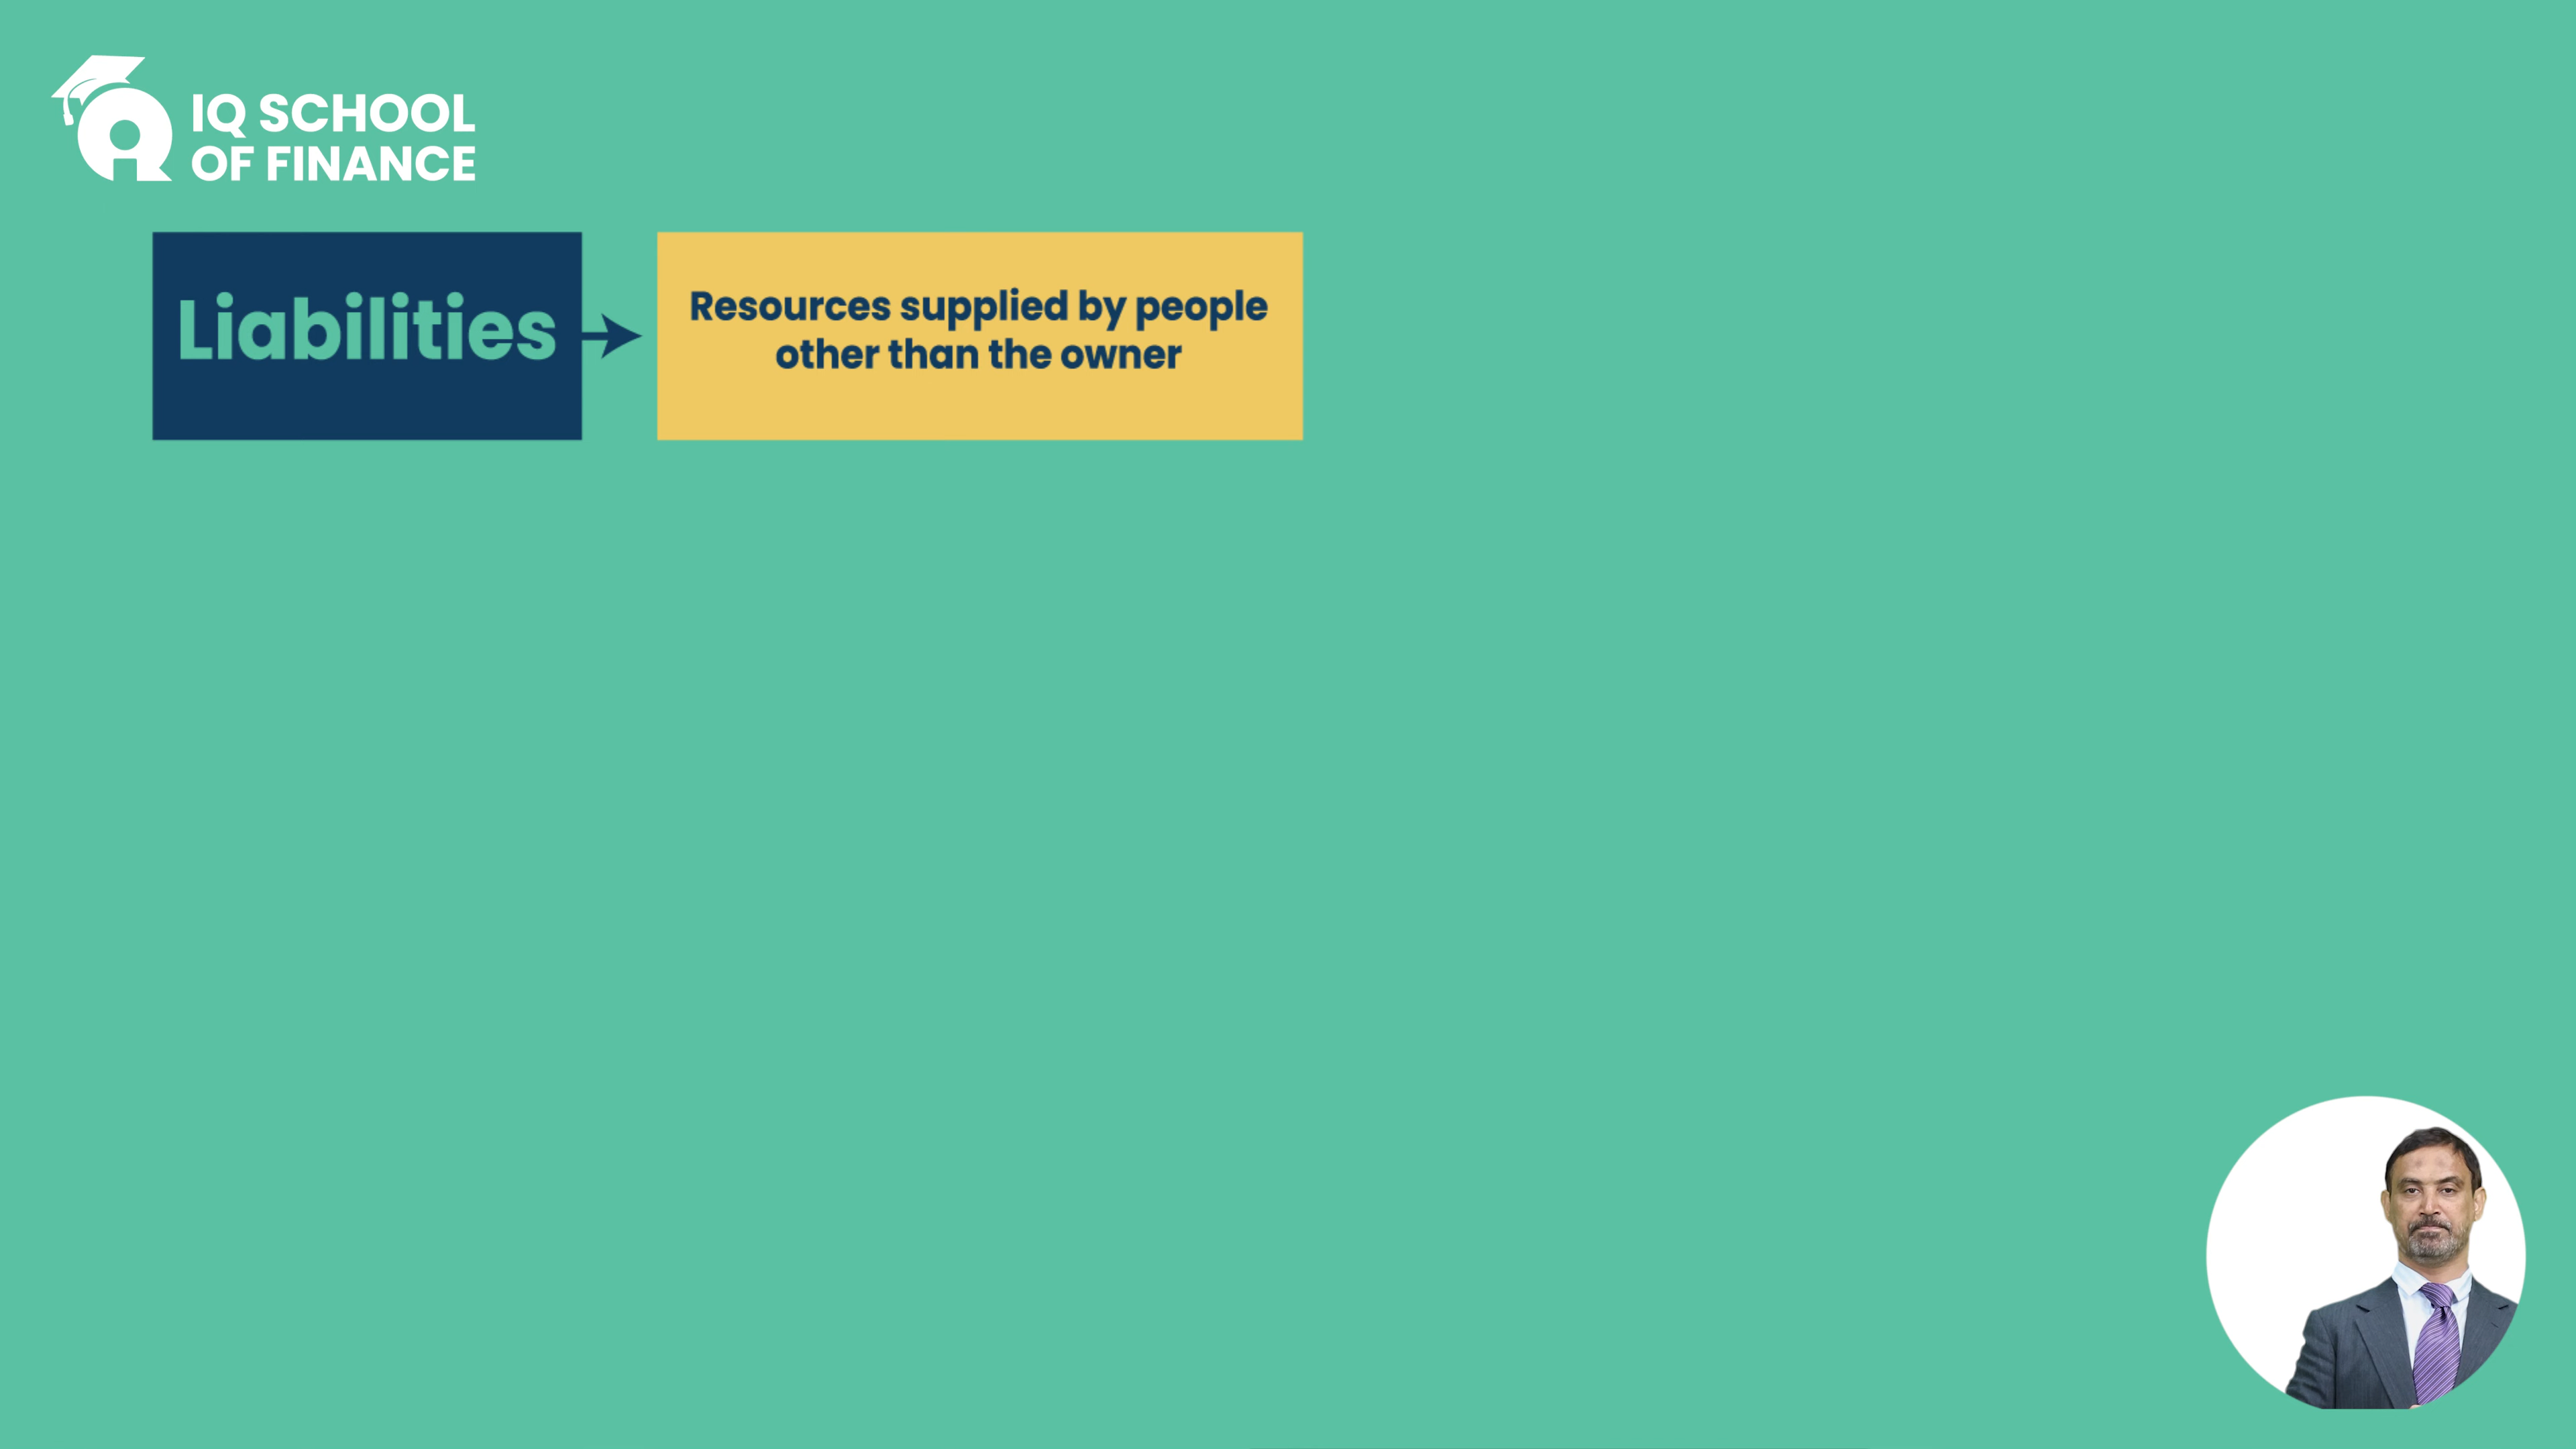 IQ SCHOOL
OF FINANCE
Liabilities
Resources supplied by people
other than the owner